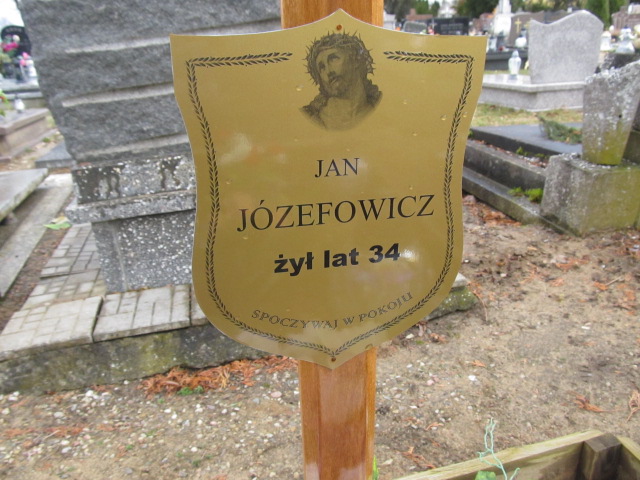 JAN
JÓZEFOWICZ
żył lat 34
SPOCZYWAJ W POKOJU